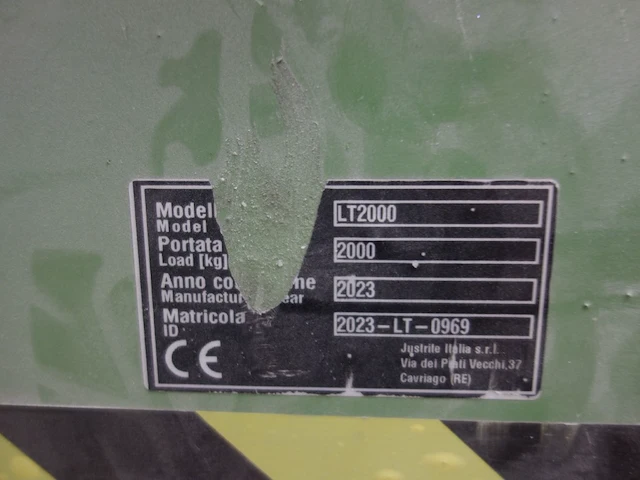 Modell LT2000
Model
Portata 2000
Load [kg]
Anno co ne 2023
Manufactur ear
Matricola 2023-LT-0969
ID
CE Justrite Italia s.r.l.
Via dei Prati Vecchi,37
Cavriago (RE)